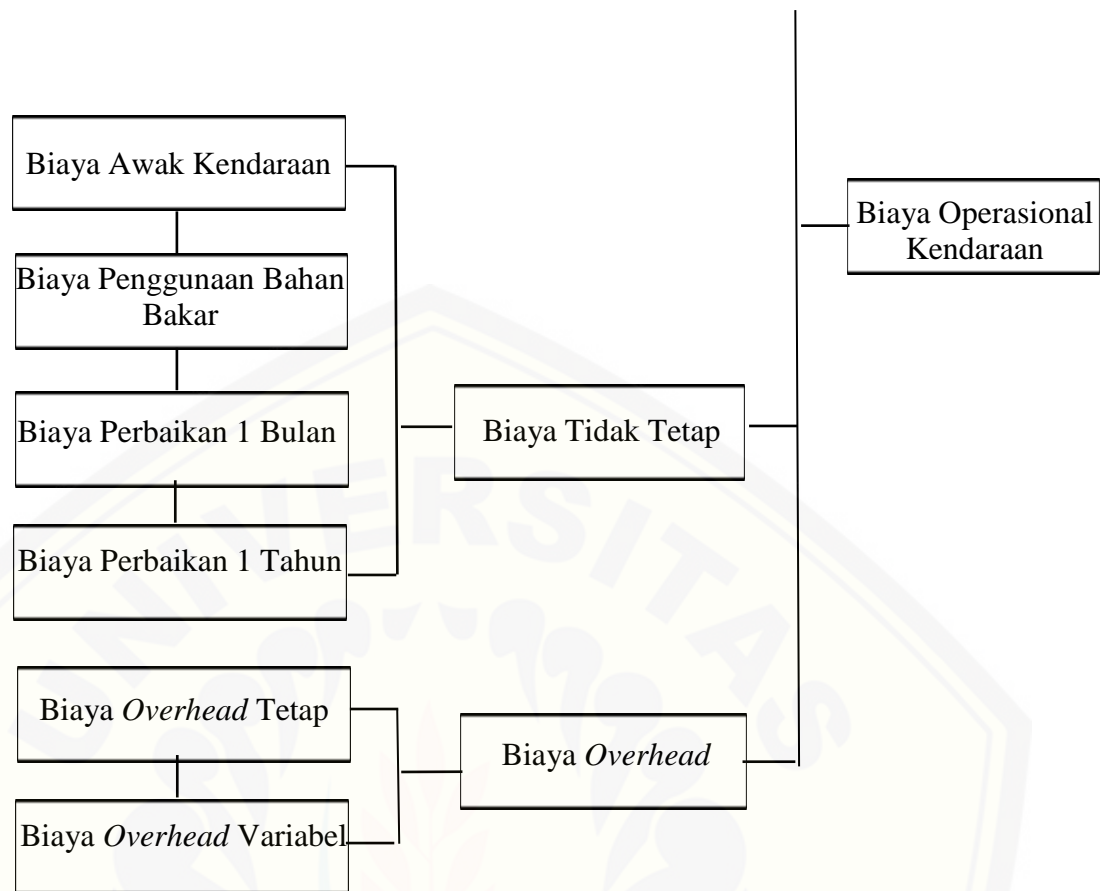 Biaya Awak Kendaraan
Biaya Operasional
Kendaraan
Biaya Penggunaan Bahan
Bakar
Biaya Perbaikan 1 Bulan
Biaya Tidak Tetap
Biaya Perbaikan 1 Tahun
Biaya Overhead Tetap
Biaya Overhead
Biaya Overhead Variabel
UNIVERSITAS